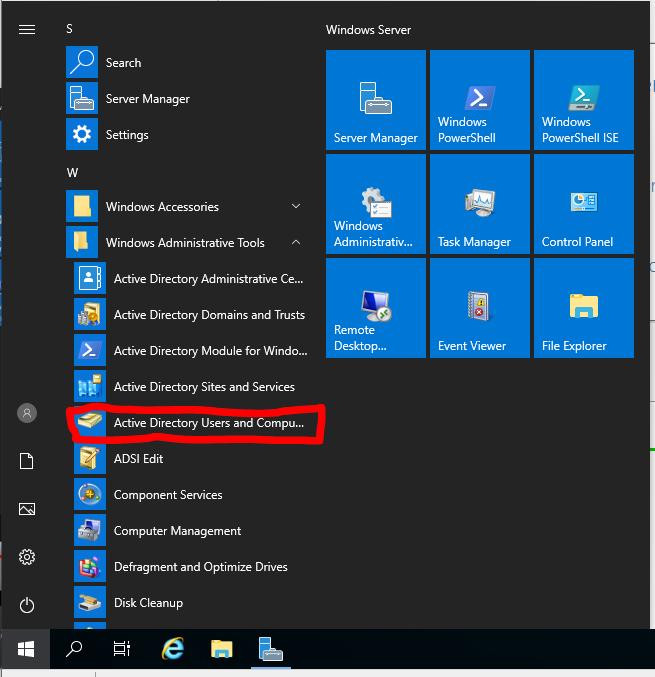 S
Search
Server Manager
Settings
W
Windows Accessories
Windows Administrative Tools
Active Directory Administrative Ce...
Active Directory Domains and Trusts
Active Directory Module for Windo...
Active Directory Sites and Services
Active Directory Users and Compu...
ADSI Edit
Component Services
Computer Management
Defragment and Optimize Drives
Disk Cleanup
Windows Server
Server Manager
Windows
PowerShell
Windows
PowerShell ISE
Windows
Administrativ...
Task Manager
Control Panel
Remote
Desktop...
Event Viewer
File Explorer